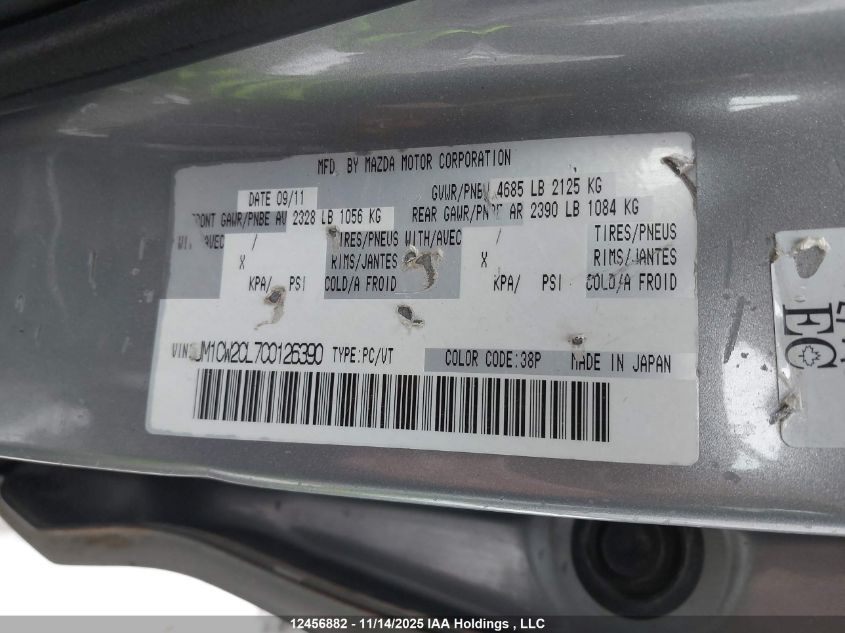 MFD. BY MAZDA MOTOR CORPORATION
DATE 09/11 GVWR/PNBV 4685 LB 2125 KG
FRONT GAWR/PNBE AV 2328 LB 1056 KG REAR GAWR/PNBE AR 2390 LB 1084 KG
WITH/AVEC / TIRES/PNEUS WITH/AVEC / TIRES/PNEUS
X RIMS/JANTES X RIMS/JANTES
KPA/ PSI COLD/A FROID KPA/ PSI COLD/A FROID
VIN: JM1CW2CL7C0126390 TYPE:PC/VT COLOR CODE:38P MADE IN JAPAN
EC
12456882 - 11/14/2025 IAA Holdings , LLC